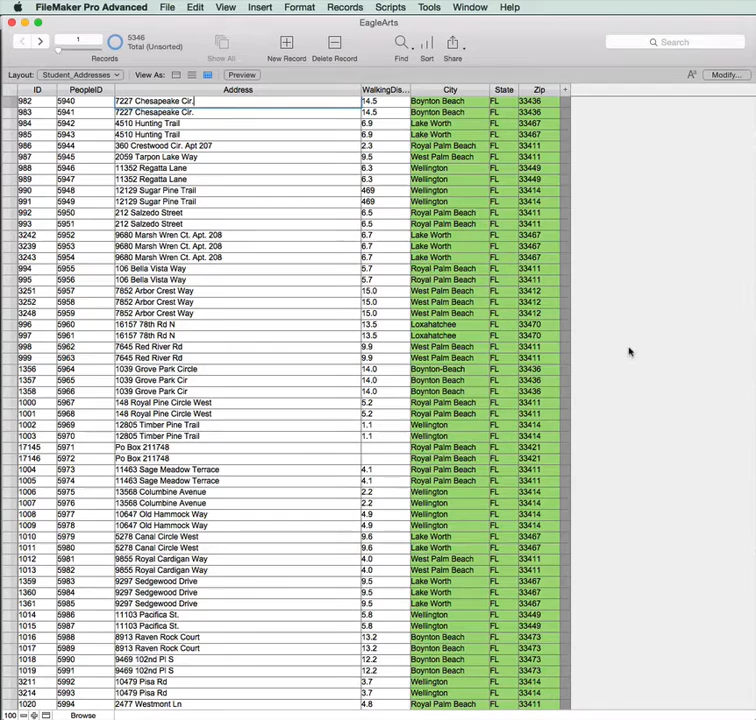 FileMaker Pro Advanced File Edit View Insert Format Records Scripts Tools Window Help
EagleArts
1 5346 Total (Unsorted)
Records Show All New Record Delete Record Find Sort Share Search
Layout: Student_Addresses View As: Preview Aª Modify...
ID PeopleID Address WalkingDis... City State Zip +
982 5940 7227 Chesapeake Cir. 14.5 Boynton Beach FL 33436
983 5941 7227 Chesapeake Cir. 14.5 Boynton Beach FL 33436
984 5942 4510 Hunting Trail 6.9 Lake Worth FL 33467
985 5943 4510 Hunting Trail 6.9 Lake Worth FL 33467
986 5944 360 Crestwood Cir. Apt 207 2.3 Royal Palm Beach FL 33411
987 5945 2059 Tarpon Lake Way 9.5 West Palm Beach FL 33411
988 5946 11352 Regatta Lane 6.3 Wellington FL 33449
989 5947 11352 Regatta Lane 6.3 Wellington FL 33449
990 5948 12129 Sugar Pine Trail 469 Wellington FL 33414
991 5949 12129 Sugar Pine Trail 469 Wellington FL 33414
992 5950 212 Salzedo Street 6.5 Royal Palm Beach FL 33411
993 5951 212 Salzedo Street 6.5 Royal Palm Beach FL 33411
3242 5952 9680 Marsh Wren Ct. Apt. 208 6.7 Lake Worth FL 33467
3239 5953 9680 Marsh Wren Ct. Apt. 208 6.7 Lake Worth FL 33467
3243 5954 9680 Marsh Wren Ct. Apt. 208 6.7 Lake Worth FL 33467
994 5955 106 Bella Vista Way 5.7 Royal Palm Beach FL 33411
995 5956 106 Bella Vista Way 5.7 Royal Palm Beach FL 33411
3251 5957 7852 Arbor Crest Way 15.0 West Palm Beach FL 33412
3252 5958 7852 Arbor Crest Way 15.0 West Palm Beach FL 33412
3248 5959 7852 Arbor Crest Way 15.0 West Palm Beach FL 33412
996 5960 16157 78th Rd N 13.5 Loxahatchee FL 33470
997 5961 16157 78th Rd N 13.5 Loxahatchee FL 33470
998 5962 7645 Red River Rd 9.9 West Palm Beach FL 33411
999 5963 7645 Red River Rd 9.9 West Palm Beach FL 33411
1356 5964 1039 Grove Park Circle 14.0 Boynton-Beach FL 33436
1357 5965 1039 Grove Park Cir 14.0 Boynton Beach FL 33436
1358 5966 1039 Grove Park Cir 14.0 Boynton Beach FL 33436
1000 5967 148 Royal Pine Circle West 5.2 Royal Palm Beach FL 33411
1001 5968 148 Royal Pine Circle West 5.2 Royal Palm Beach FL 33411
1002 5969 12805 Timber Pine Trail 1.1 Wellington FL 33414
1003 5970 12805 Timber Pine Trail 1.1 Wellington FL 33414
17145 5971 Po Box 211748 Royal Palm Beach FL 33421
17146 5972 Po Box 211748 Royal Palm Beach FL 33421
1004 5973 11463 Sage Meadow Terrace 4.1 Royal Palm Beach FL 33411
1005 5974 11463 Sage Meadow Terrace 4.1 Royal Palm Beach FL 33411
1006 5975 13568 Columbine Avenue 2.2 Wellington FL 33414
1007 5976 13568 Columbine Avenue 2.2 Wellington FL 33414
1008 5977 10647 Old Hammock Way 4.9 Wellington FL 33414
1009 5978 10647 Old Hammock Way 4.9 Wellington FL 33414
1010 5979 5278 Canal Circle West 9.6 Lake Worth FL 33467
1011 5980 5278 Canal Circle West 9.6 Lake Worth FL 33467
1012 5981 9855 Royal Cardigan Way 4.0 West Palm Beach FL 33411
1013 5982 9855 Royal Cardigan Way 4.0 West Palm Beach FL 33411
1359 5983 9297 Sedgewood Drive 9.5 Lake Worth FL 33467
1360 5984 9297 Sedgewood Drive 9.5 Lake Worth FL 33467
1361 5985 9297 Sedgewood Drive 9.5 Lake Worth FL 33467
1014 5986 11103 Pacifica St. 5.8 Wellington FL 33449
1015 5987 11103 Pacifica St. 5.8 Wellington FL 33449
1016 5988 8913 Raven Rock Court 13.2 Boynton Beach FL 33473
1017 5989 8913 Raven Rock Court 13.2 Boynton Beach FL 33473
1018 5990 9469 102nd Pl S 12.2 Boynton Beach FL 33473
1019 5991 9469 102nd Pl S 12.2 Boynton Beach FL 33473
3211 5992 10479 Pisa Rd 3.7 Wellington FL 33414
3214 5993 10479 Pisa Rd 3.7 Wellington FL 33414
1020 5994 2477 Westmont Ln 4.8 Royal Palm Beach FL 33411
100 Browse